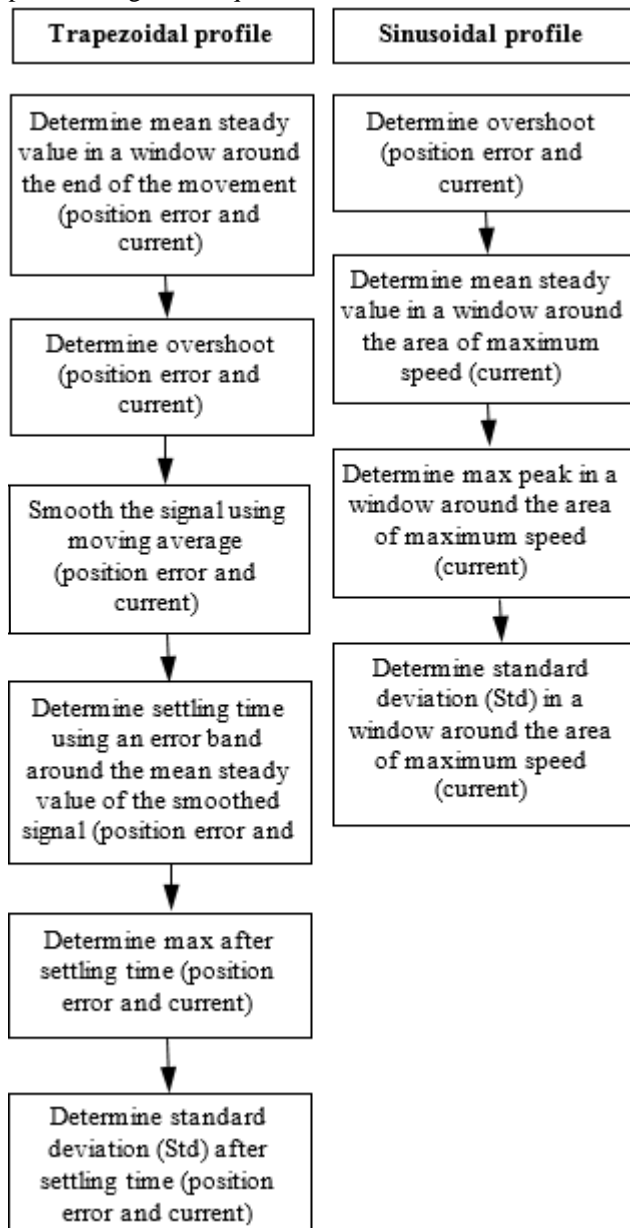 Trapezoidal profile
Determine mean steady
value in a window around
the end of the movement
(position error and
current)
Determine overshoot
(position error and
current)
Smooth the signal using
moving average
(position error and
current)
Determine settling time
using an error band
around the mean steady
value of the smoothed
signal (position error and
Determine max after
settling time (position
error and current)
Determine standard
deviation (Std) after
settling time (position
error and current)
Sinusoidal profile
Determine overshoot
(position error and
current)
Determine mean steady
value in a window around
the area of maximum
speed (current)
Determine max peak in a
window around the area
of maximum speed
(current)
Determine standard
deviation (Std) in a
window around the area
of maximum speed
(current)